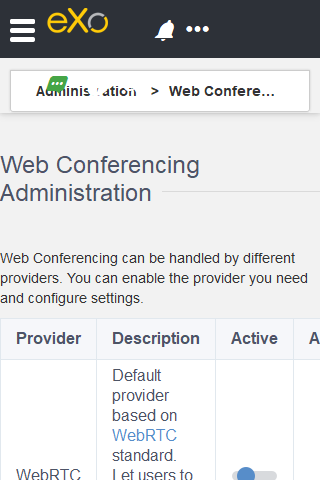 eXo
Administration > Web Confere...
Web Conferencing
Administration
Web Conferencing can be handled by different
providers. You can enable the provider you need
and configure settings.
Provider Description Active A
Default
provider
based on
WebRTC
standard.
WebRTC Let users to